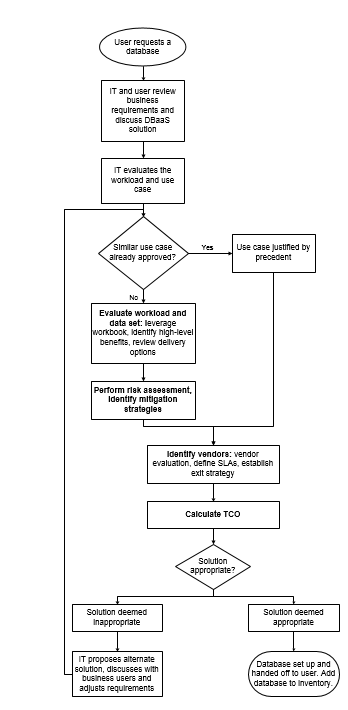 User requests a
database
IT and user review
business
requirements and
discuss DBaaS
solution
IT evaluates the
workload and use
case
Similar use case
already approved?
Yes
Use case justified by
precedent
No
Evaluate workload and
data set: leverage
workbook, identify high-level
benefits, review delivery
options
Perform risk assessment,
identify mitigation
strategies
Identify vendors: vendor
evaluation, define SLAs, establish
exit strategy
Calculate TCO
Solution
appropriate?
Solution deemed
inappropriate
Solution deemed
appropriate
IT proposes alternate
solution, discusses with
business users and
adjusts requirements
Database set up and
handed off to user. Add
database to inventory.